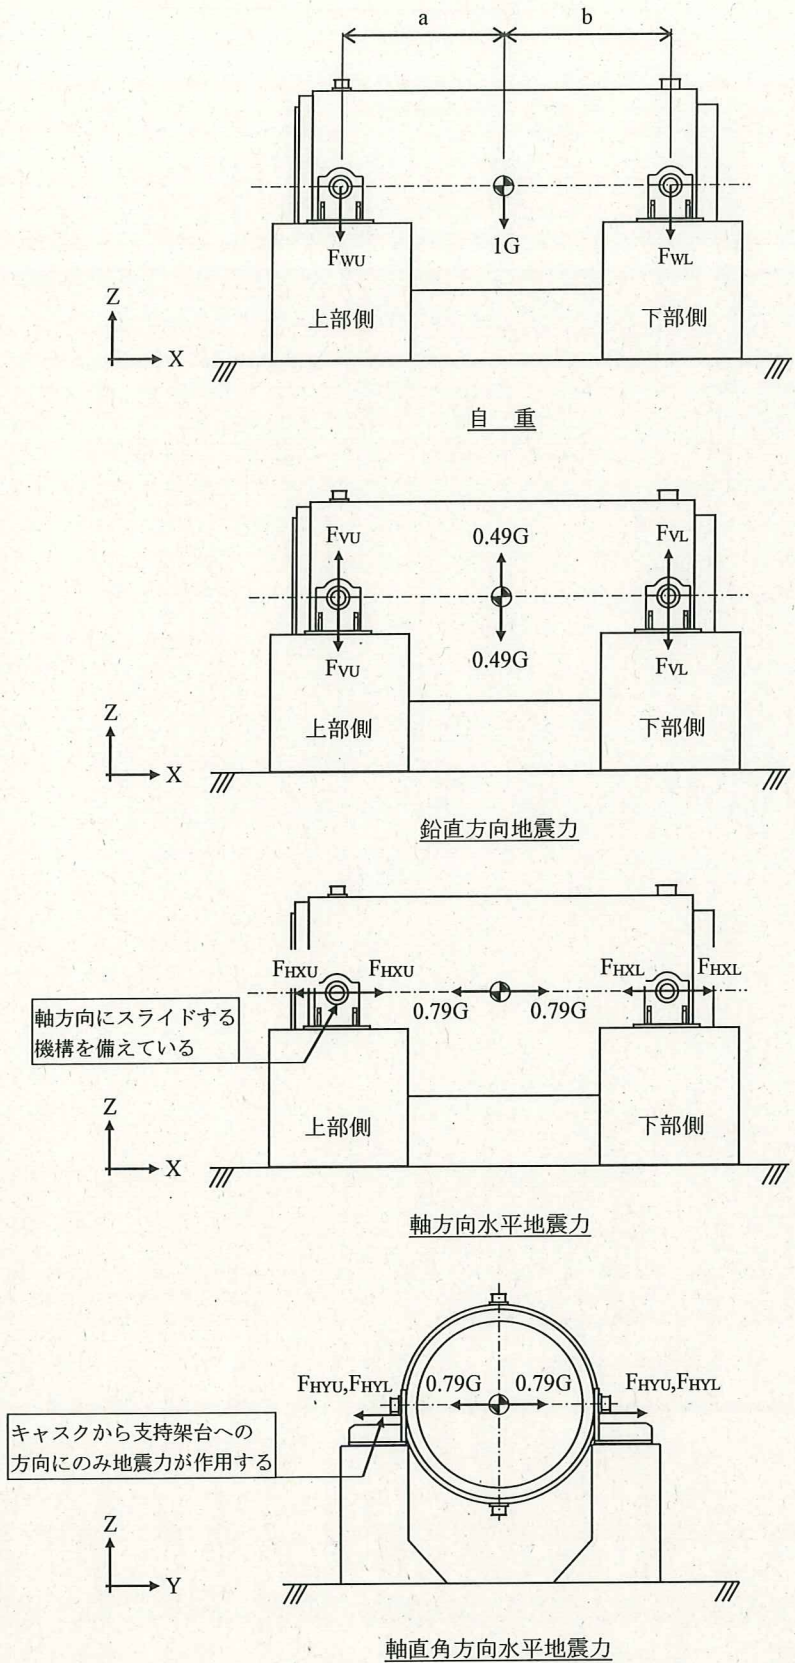 a
b
1G
FWU
FWL
上部側
下部側
Z
X
自 重
FVU
0.49G
FVL
0.49G
FVU
FVL
上部側
下部側
Z
X
鉛直方向地震力
FHXU
FHXU
FHXL
FHXL
0.79G
0.79G
軸方向にスライドする
機構を備えている
上部側
下部側
Z
X
軸方向水平地震力
FHYU,FHYL
0.79G
0.79G
FHYU,FHYL
キャスクから支持架台への
方向にのみ地震力が作用する
Z
Y
軸直角方向水平地震力